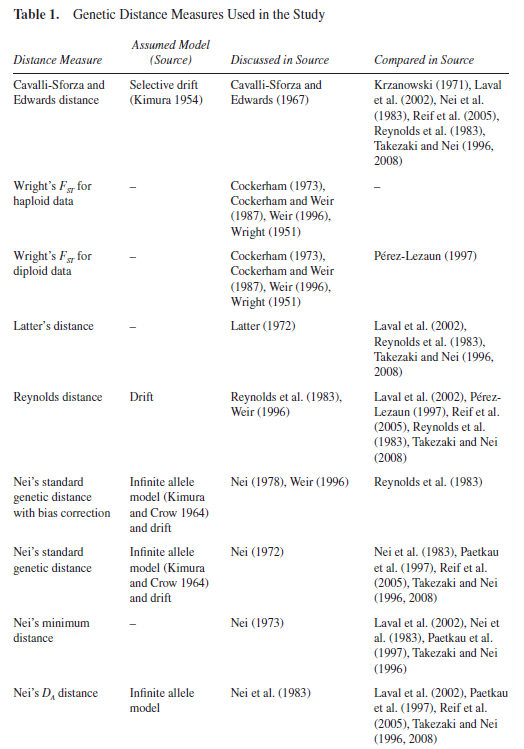 Table 1. Genetic Distance Measures Used in the Study
Distance Measure
Assumed Model
(Source)
Discussed in Source
Compared in Source
Cavalli-Sforza and
Edwards distance
Selective drift
(Kimura 1954)
Cavalli-Sforza and
Edwards (1967)
Krzanowski (1971), Laval
et al. (2002), Nei et al.
(1983), Reif et al. (2005),
Reynolds et al. (1983),
Takezaki and Nei (1996,
2008)
Wright's F_ST for
haploid data
–
Cockerham (1973),
Cockerham and Weir
(1987), Weir (1996),
Wright (1951)
–
Wright's F_ST for
diploid data
–
Cockerham (1973),
Cockerham and Weir
(1987), Weir (1996),
Wright (1951)
Pérez-Lezaun (1997)
Latter's distance
–
Latter (1972)
Laval et al. (2002),
Reynolds et al. (1983),
Takezaki and Nei (1996,
2008)
Reynolds distance
Drift
Reynolds et al. (1983),
Weir (1996)
Laval et al. (2002), Pérez-
Lezaun (1997), Reif et al.
(2005), Reynolds et al.
(1983), Takezaki and Nei
(2008)
Nei's standard
genetic distance
with bias correction
Infinite allele
model (Kimura
and Crow 1964)
and drift
Nei (1978), Weir (1996)
Reynolds et al. (1983)
Nei's standard
genetic distance
Infinite allele
model (Kimura
and Crow 1964)
and drift
Nei (1972)
Nei et al. (1983), Paetkau
et al. (1997), Reif et al.
(2005), Takezaki and Nei
(1996, 2008)
Nei's minimum
distance
–
Nei (1973)
Laval et al. (2002), Nei et
al. (1983), Paetkau et al.
(1997), Takezaki and Nei
(1996)
Nei's D_A distance
Infinite allele
model
Nei et al. (1983)
Laval et al. (2002), Paetkau
et al. (1997), Reif et al.
(2005), Takezaki and Nei
(1996, 2008)